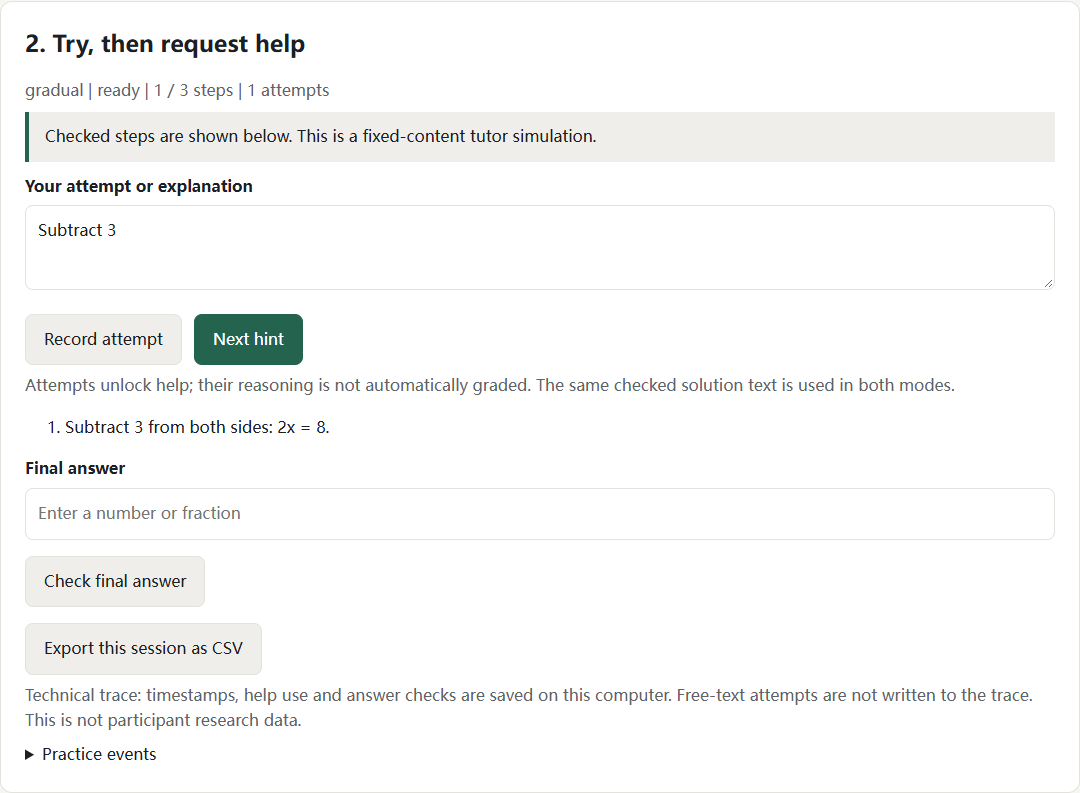 2. Try, then request help
gradual | ready | 1 / 3 steps | 1 attempts
Checked steps are shown below. This is a fixed-content tutor simulation.
Your attempt or explanation
Subtract 3
Record attempt
Next hint
Attempts unlock help; their reasoning is not automatically graded. The same checked solution text is used in both modes.
1. Subtract 3 from both sides: 2x = 8.
Final answer
Enter a number or fraction
Check final answer
Export this session as CSV
Technical trace: timestamps, help use and answer checks are saved on this computer. Free-text attempts are not written to the trace.
This is not participant research data.
Practice events